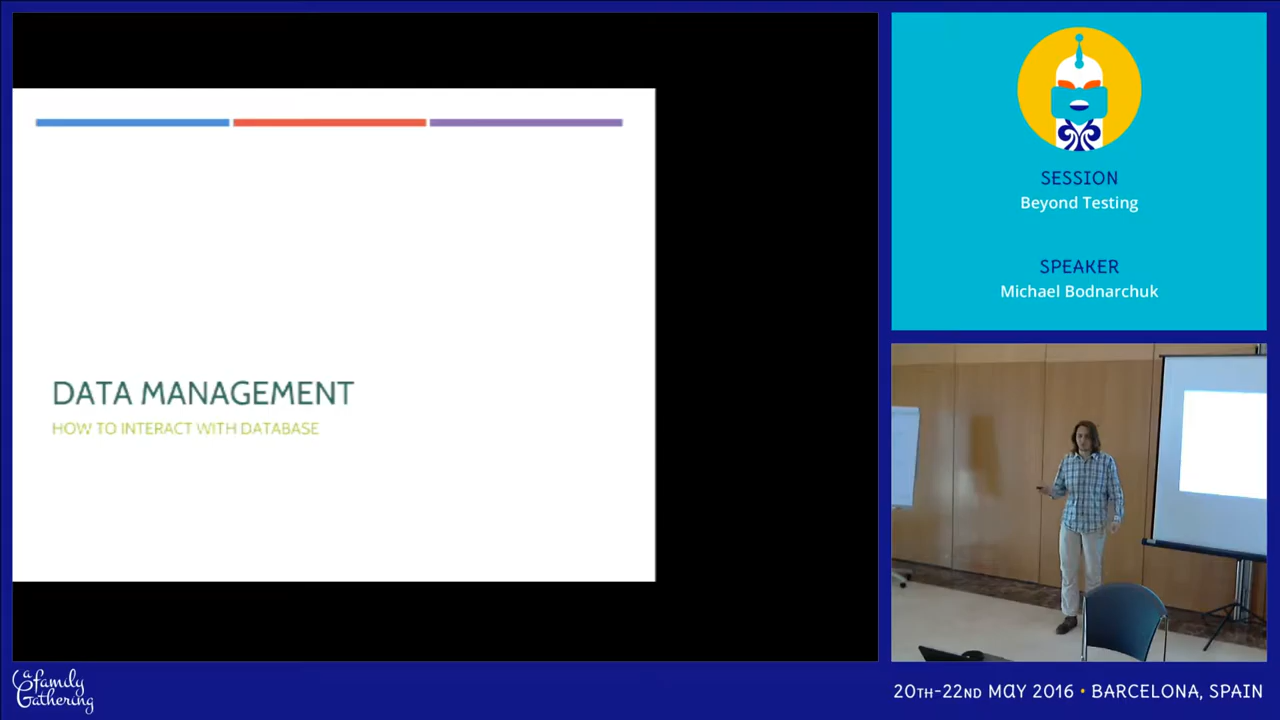 DATA MANAGEMENT
HOW TO INTERACT WITH DATABASE
SESSION
Beyond Testing
SPEAKER
Michael Bodnarchuk
a family
Gathering
20TH-22ND MAY 2016 • BARCELONA, SPAIN